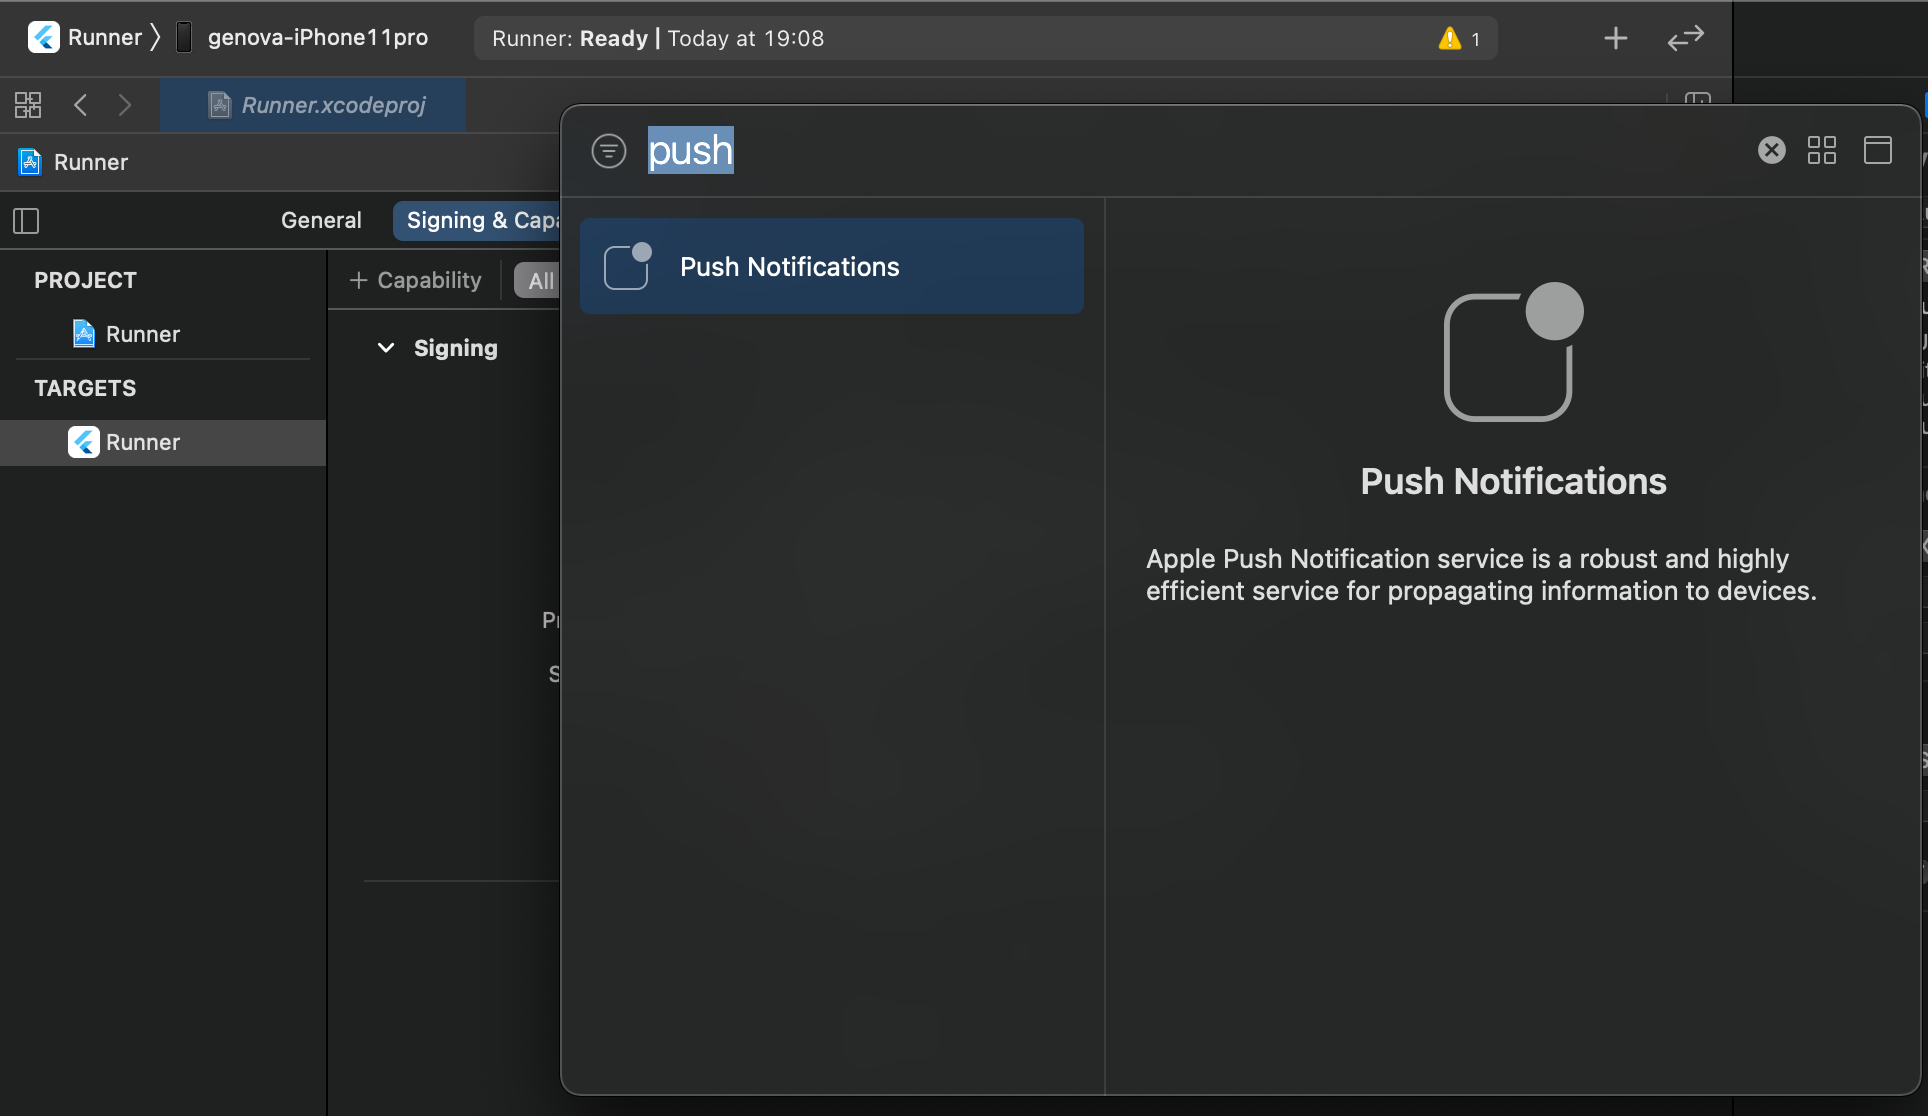 Runner
genova-iPhone11pro
Runner: Ready | Today at 19:08
1
Runner.xcodeproj
Runner
push
General
Signing & Capa
PROJECT
Runner
TARGETS
Runner
+ Capability
All
Signing
Push Notifications
Push Notifications
Apple Push Notification service is a robust and highly
efficient service for propagating information to devices.